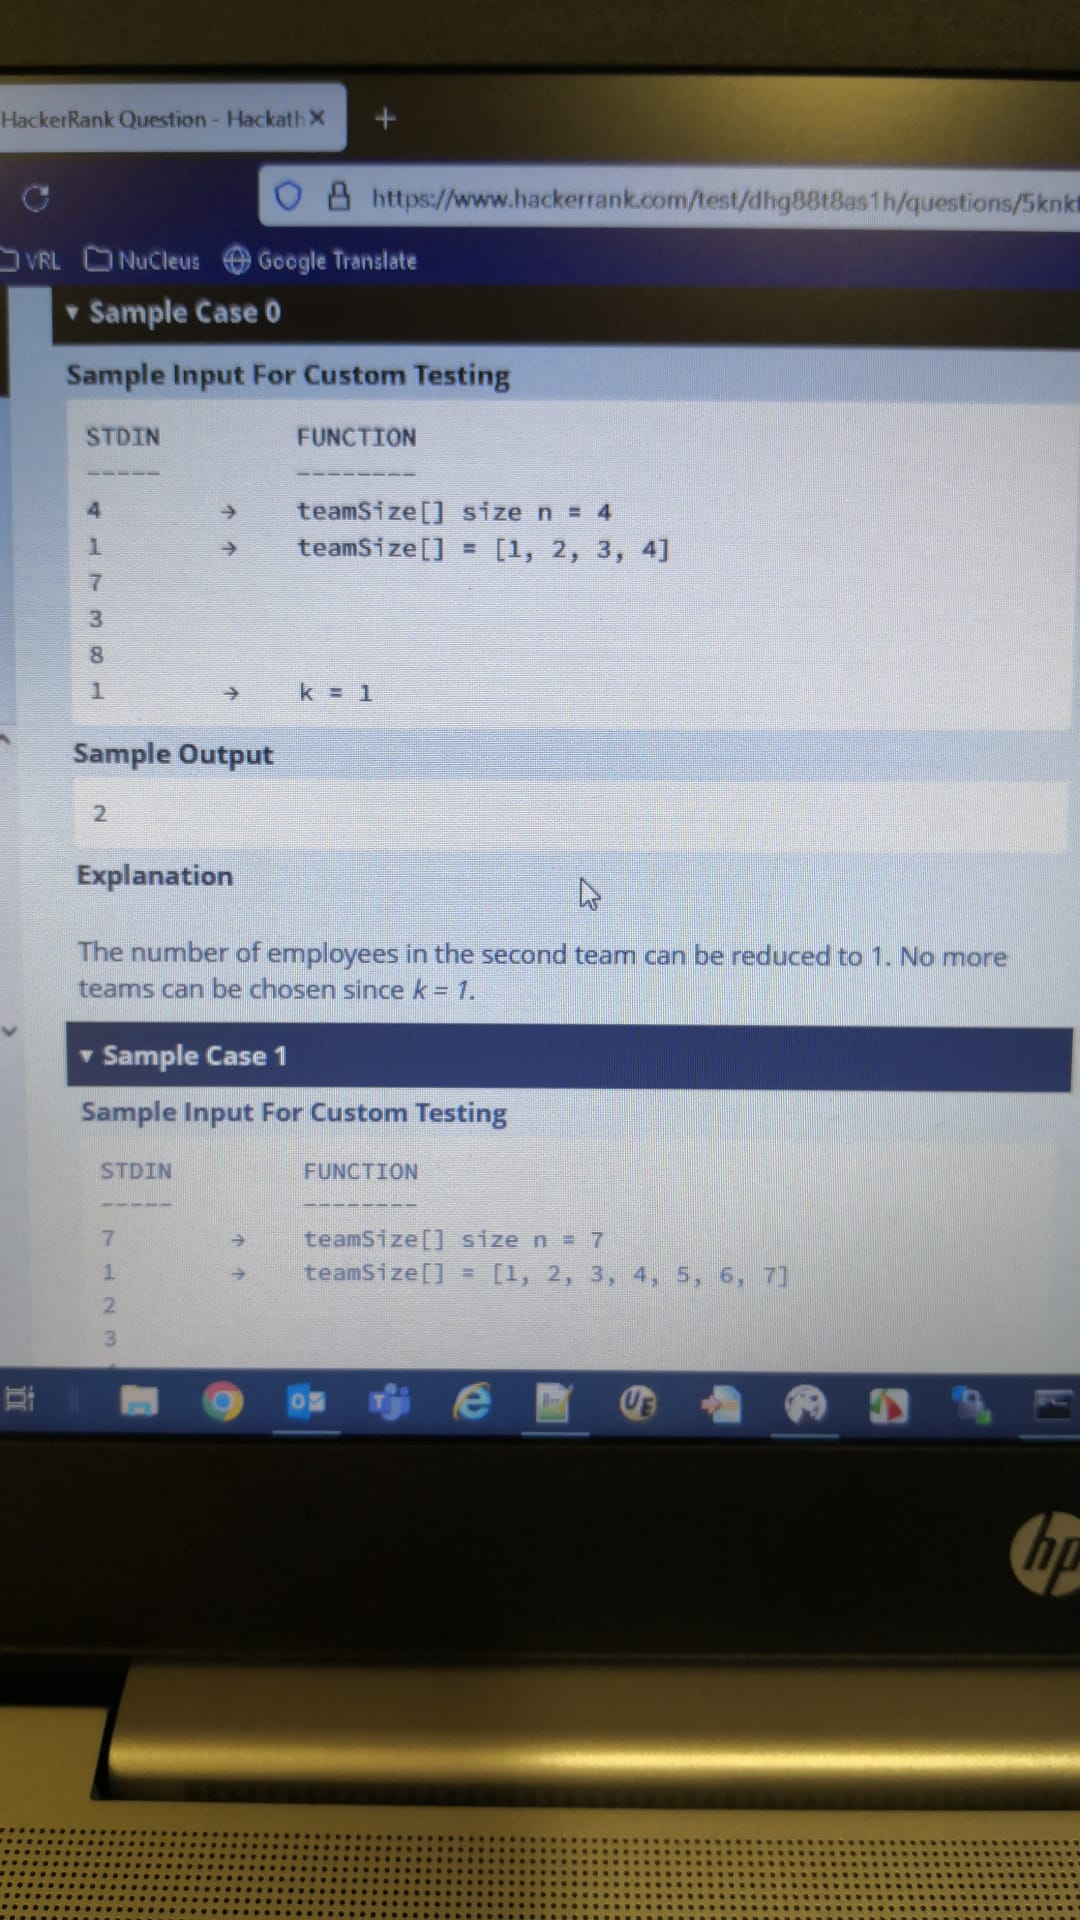 HackerRank Question - Hackath
https://www.hackerrank.com/test/dhg88t8as1h/questions/5knkt
VRL NuCleus Google Translate
Sample Case 0
Sample Input For Custom Testing
STDIN FUNCTION
----- --------
4 → teamSize[] size n = 4
1 → teamSize[] = [1, 2, 3, 4]
7
3
8
1 → k = 1
Sample Output
2
Explanation
The number of employees in the second team can be reduced to 1. No more
teams can be chosen since k = 1.
Sample Case 1
Sample Input For Custom Testing
STDIN FUNCTION
----- --------
7 → teamSize[] size n = 7
1 → teamSize[] = [1, 2, 3, 4, 5, 6, 7]
2
3
UE
hp